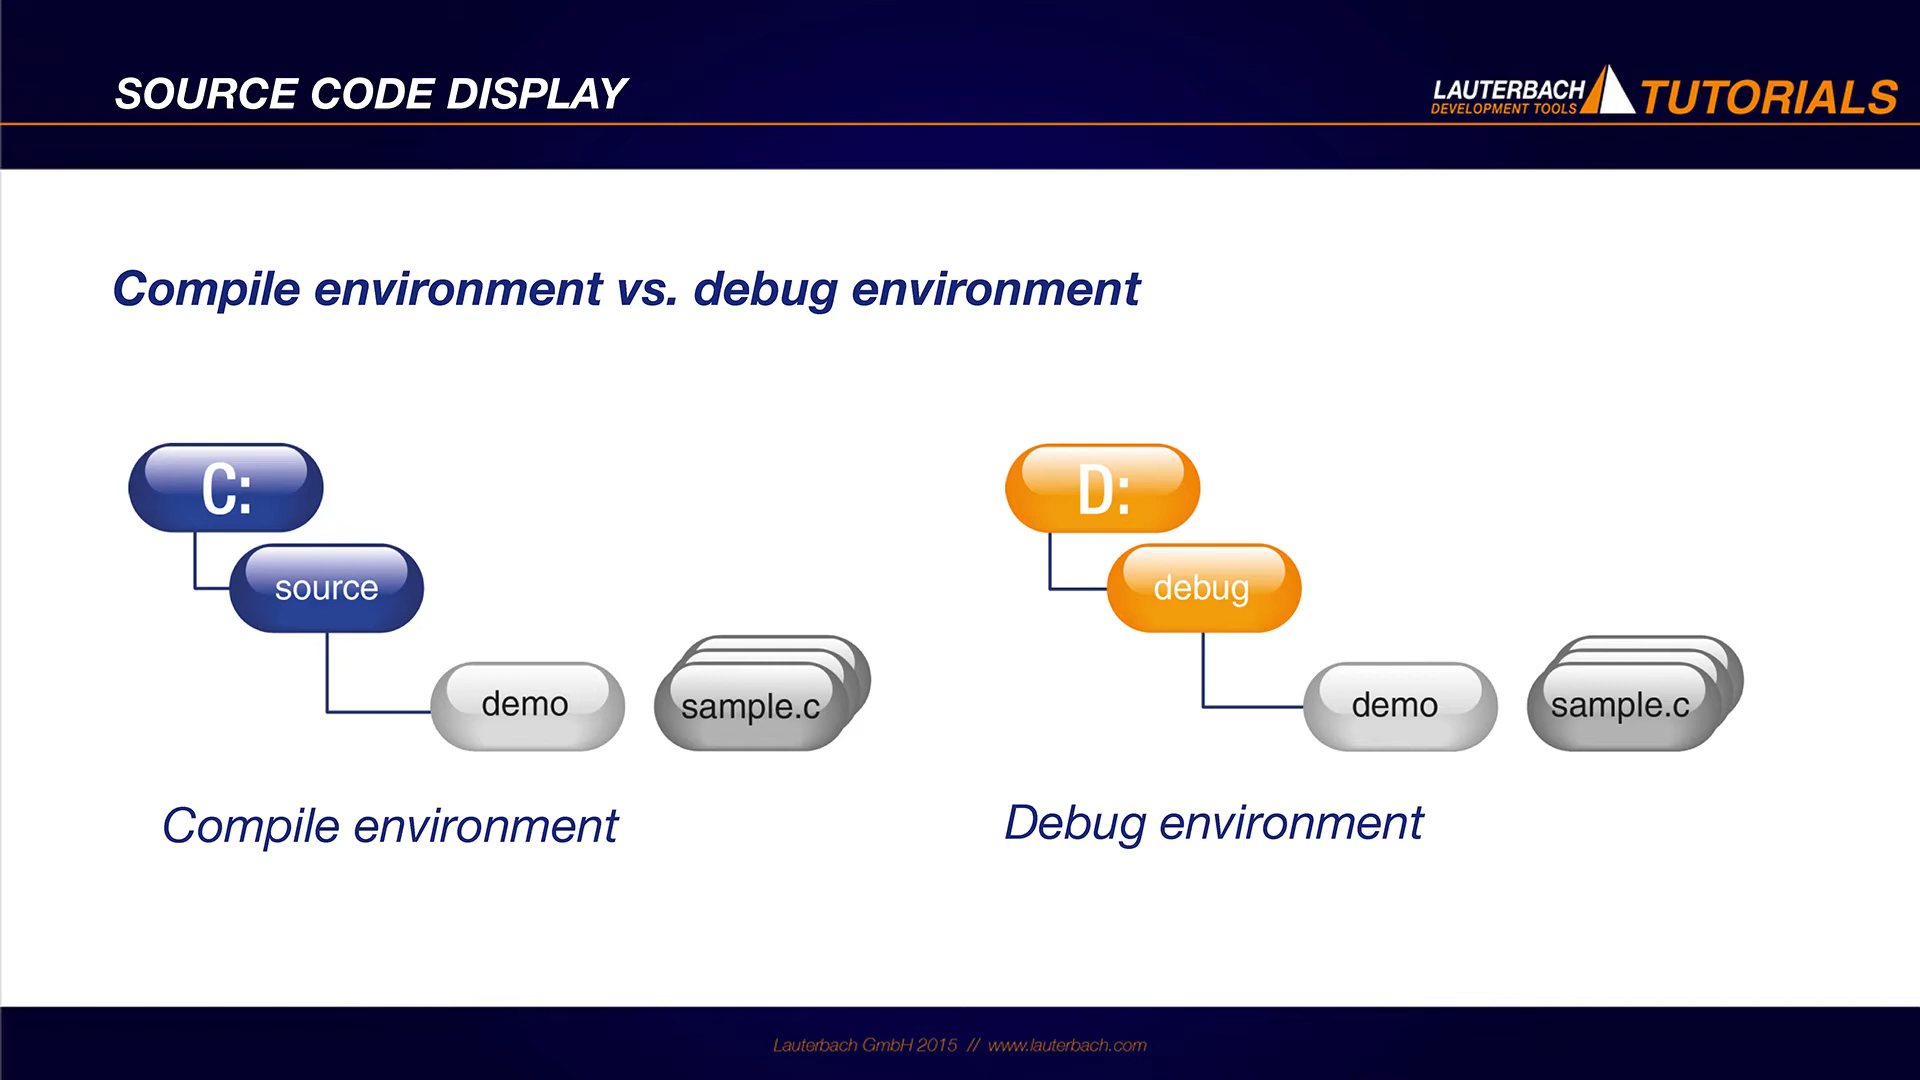 SOURCE CODE DISPLAY
LAUTERBACH
DEVELOPMENT TOOLS
TUTORIALS
Compile environment vs. debug environment
C:
source
demo
sample.c
Compile environment
D:
debug
demo
sample.c
Debug environment
Lauterbach GmbH 2015 // www.lauterbach.com